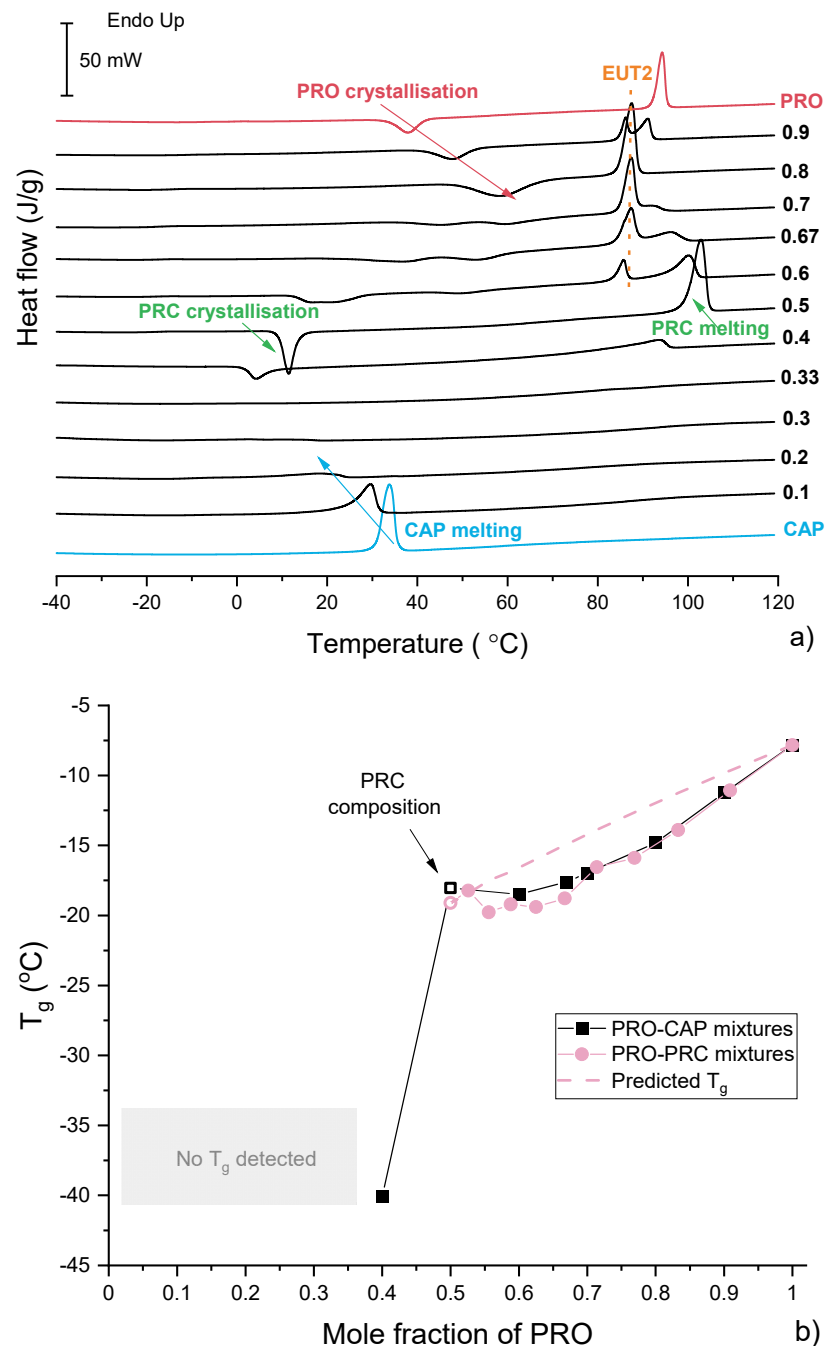 Endo Up
50 mW
EUT2
PRO crystallisation
PRO
0.9
0.8
0.7
0.67
0.6
0.5
0.4
0.33
0.3
0.2
0.1
CAP
PRC crystallisation
PRC melting
CAP melting
Heat flow (J/g)
-40 -20 0 20 40 60 80 100 120
Temperature ( °C)
a)
-5
-10
-15
-20
-25
-30
-35
-40
-45
Tg (°C)
PRC
composition
PRO-CAP mixtures
PRO-PRC mixtures
Predicted Tg
No Tg detected
0 0.1 0.2 0.3 0.4 0.5 0.6 0.7 0.8 0.9 1
Mole fraction of PRO
b)